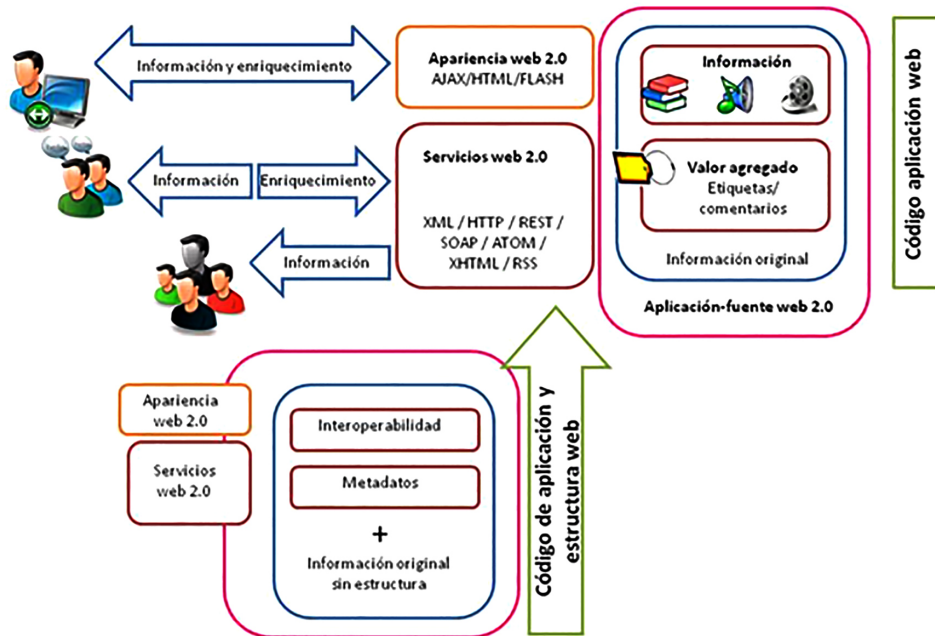 Información y enriquecimiento
Apariencia web 2.0
AJAX/HTML/FLASH
Información
Enriquecimiento
Servicios web 2.0
XML / HTTP / REST /
SOAP / ATOM /
XHTML / RSS
Información
Información
Valor agregado
Etiquetas/
comentarios
Información original
Aplicación-fuente web 2.0
Código aplicación web
Apariencia
web 2.0
Servicios
web 2.0
Interoperabilidad
Metadatos
+
Información original
sin estructura
Código de aplicación y
estructura web